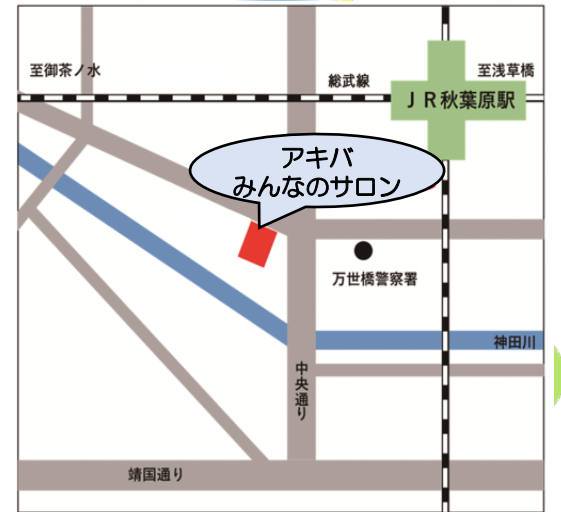 至御茶ノ水
総武線
至浅草橋
JR秋葉原駅
アキバ
みんなのサロン
万世橋警察署
神田川
中央通り
靖国通り